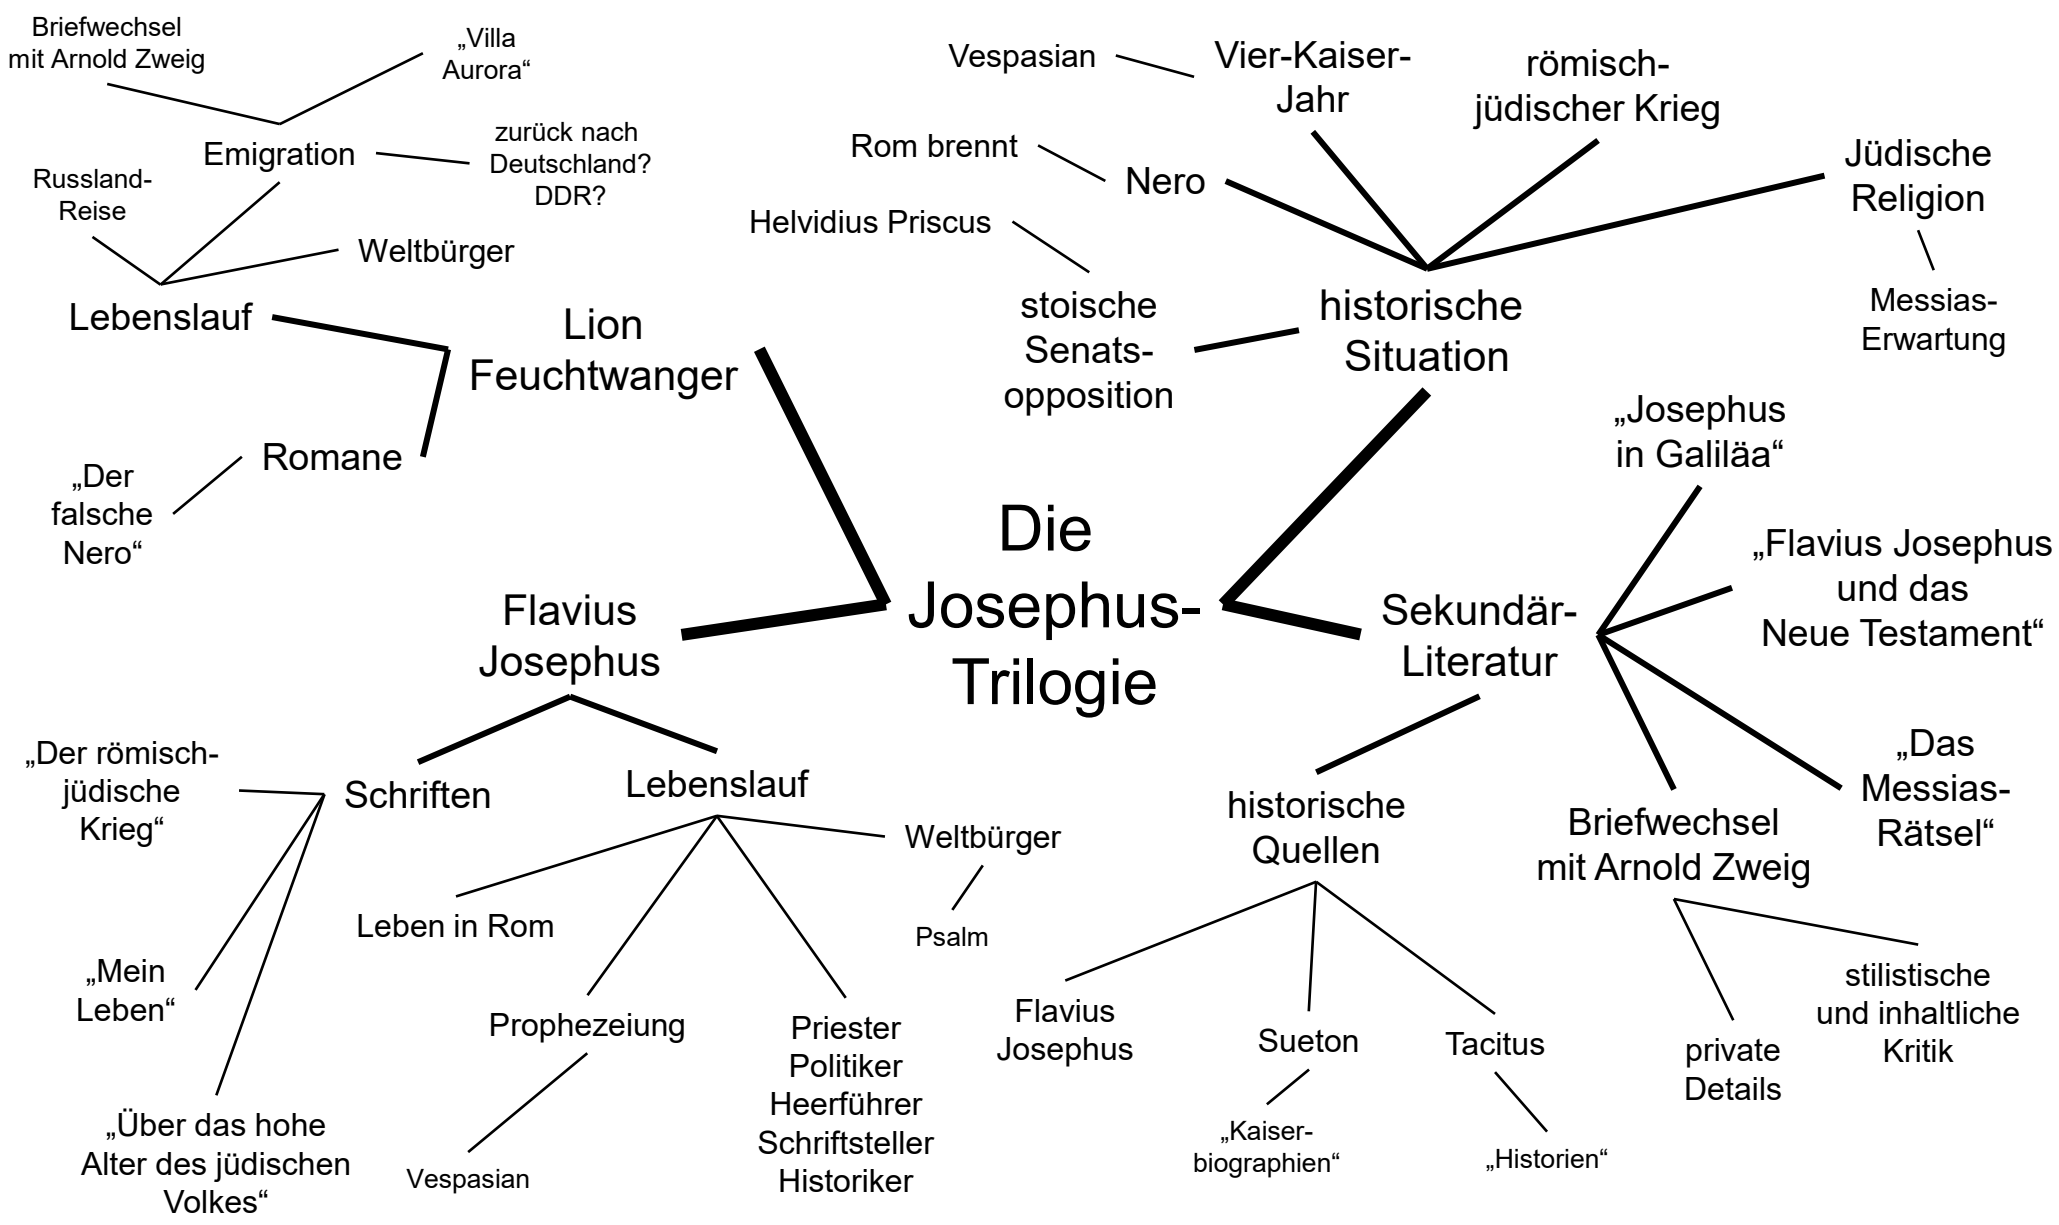 Briefwechsel
mit Arnold Zweig
„Villa
Aurora“
Emigration
zurück nach
Deutschland?
DDR?
Russland-
Reise
Weltbürger
Lebenslauf
Lion
Feuchtwanger
Romane
„Der
falsche
Nero“
Vespasian
Vier-Kaiser-
Jahr
römisch-
jüdischer Krieg
Rom brennt
Nero
Jüdische
Religion
Helvidius Priscus
stoische
Senats-
opposition
historische
Situation
Messias-
Erwartung
„Josephus
in Galiläa“
Die
Josephus-
Trilogie
„Flavius Josephus
und das
Neue Testament“
Flavius
Josephus
Sekundär-
Literatur
„Der römisch-
jüdische
Krieg“
Schriften
Lebenslauf
Weltbürger
Psalm
Leben in Rom
„Mein
Leben“
Prophezeiung
Priester
Politiker
Heerführer
Schriftsteller
Historiker
„Über das hohe
Alter des jüdischen
Volkes“
Vespasian
historische
Quellen
Briefwechsel
mit Arnold Zweig
„Das
Messias-
Rätsel“
Flavius
Josephus
Sueton
Tacitus
private
Details
stilistische
und inhaltliche
Kritik
„Kaiser-
biographien“
„Historien“